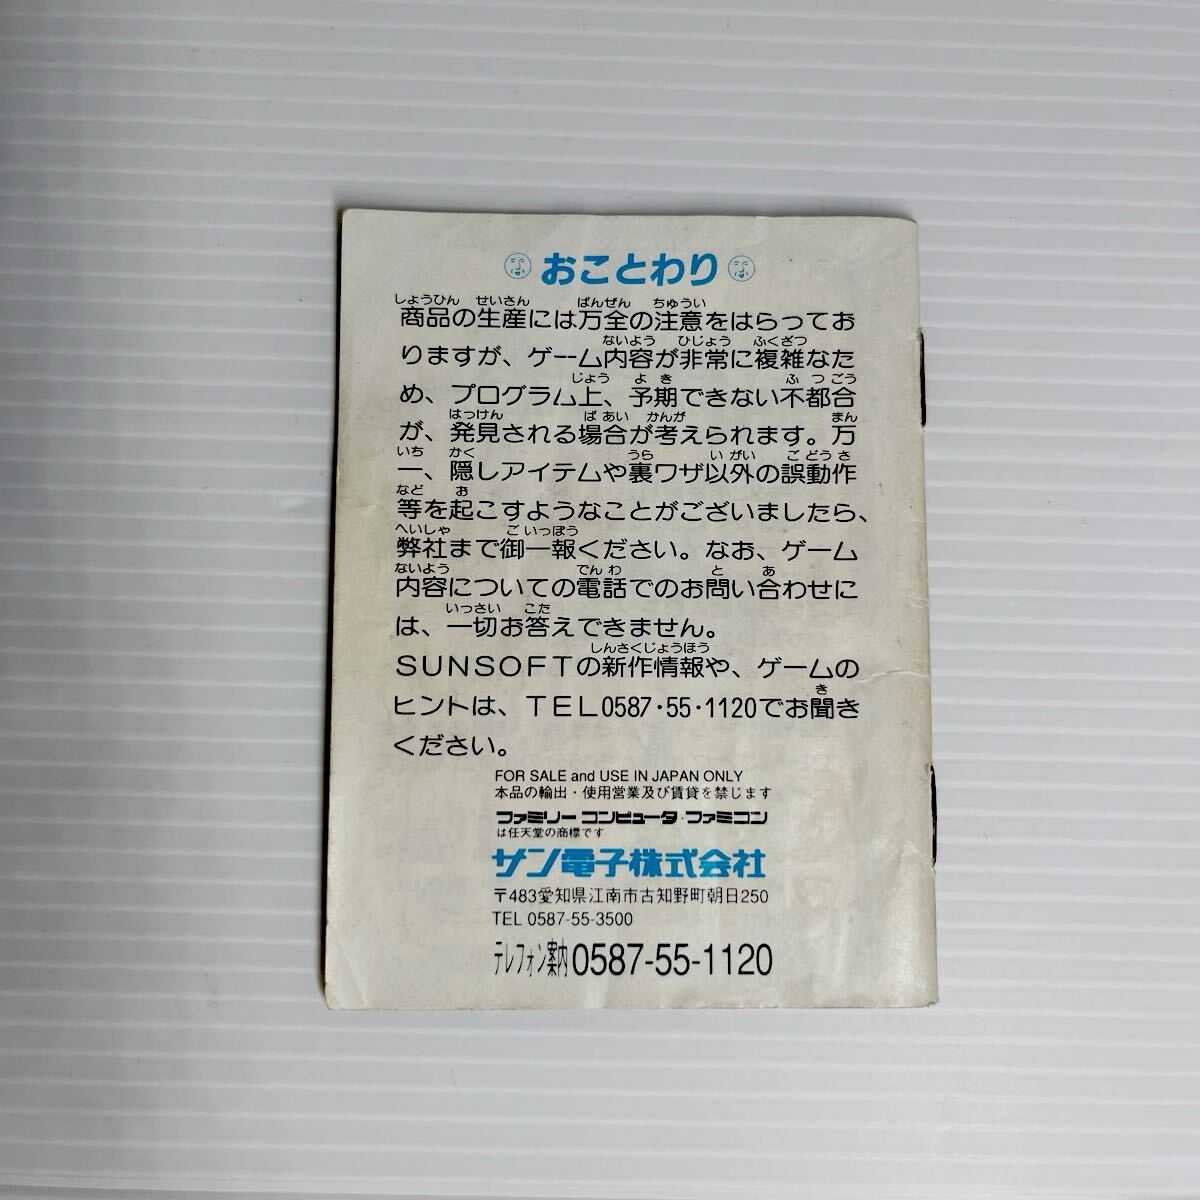 おことわり
商品の生産には万全の注意をはらってお
りますが、ゲーム内容が非常に複雑なた
め、プログラム上、予期できない不都合
が、発見される場合が考えられます。万
一、隠しアイテムや裏ワザ以外の誤動作
等を起こすようなことがございましたら、
弊社まで御一報ください。なお、ゲーム
内容についての電話でのお問い合わせに
は、一切お答えできません。
SUNSOFTの新作情報や、ゲームの
ヒントは、TEL0587・55・1120でお聞き
ください。
FOR SALE and USE IN JAPAN ONLY
本品の輸出・使用営業及び賃貸を禁じます
ファミリーコンピュータ・ファミコン
は任天堂の商標です
サン電子株式会社
〒483愛知県江南市古知野町朝日250
TEL 0587-55-3500
テレフォン案内0587-55-1120